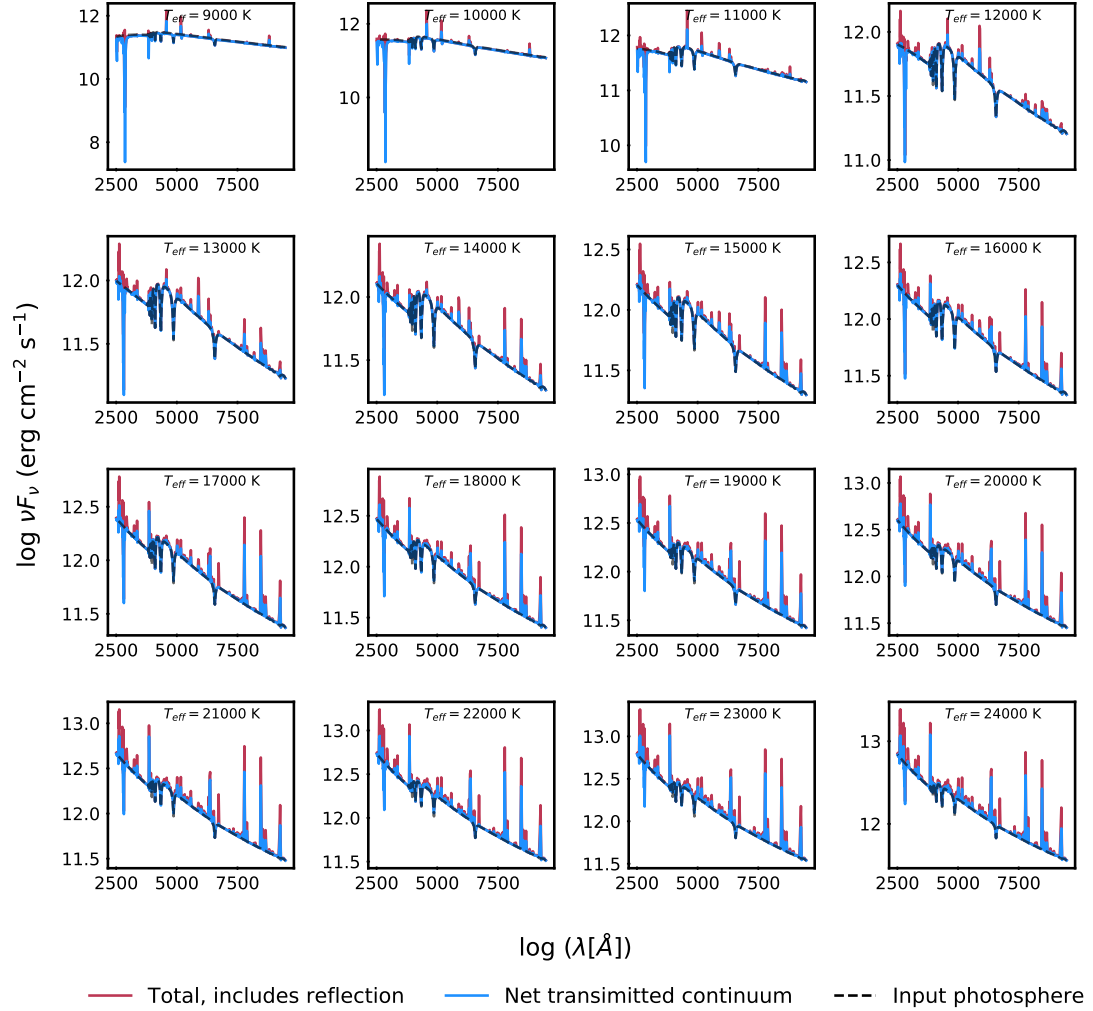 12
10
8
T_eff = 9000 K
2500 5000 7500
12
10
T_eff = 10000 K
2500 5000 7500
12
11
10
T_eff = 11000 K
2500 5000 7500
12.0
11.5
11.0
T_eff = 12000 K
2500 5000 7500
12.0
11.5
T_eff = 13000 K
2500 5000 7500
12.0
11.5
T_eff = 14000 K
2500 5000 7500
12.5
12.0
11.5
T_eff = 15000 K
2500 5000 7500
12.5
12.0
11.5
T_eff = 16000 K
2500 5000 7500
12.5
12.0
11.5
T_eff = 17000 K
2500 5000 7500
12.5
12.0
11.5
T_eff = 18000 K
2500 5000 7500
13.0
12.5
12.0
11.5
T_eff = 19000 K
2500 5000 7500
13.0
12.5
12.0
11.5
T_eff = 20000 K
2500 5000 7500
13.0
12.5
12.0
11.5
T_eff = 21000 K
2500 5000 7500
13.0
12.5
12.0
11.5
T_eff = 22000 K
2500 5000 7500
13.0
12.5
12.0
11.5
T_eff = 23000 K
2500 5000 7500
13
12
T_eff = 24000 K
2500 5000 7500
log νF_ν (erg cm⁻² s⁻¹)
log (λ[Å])
Total, includes reflection
Net transimitted continuum
Input photosphere